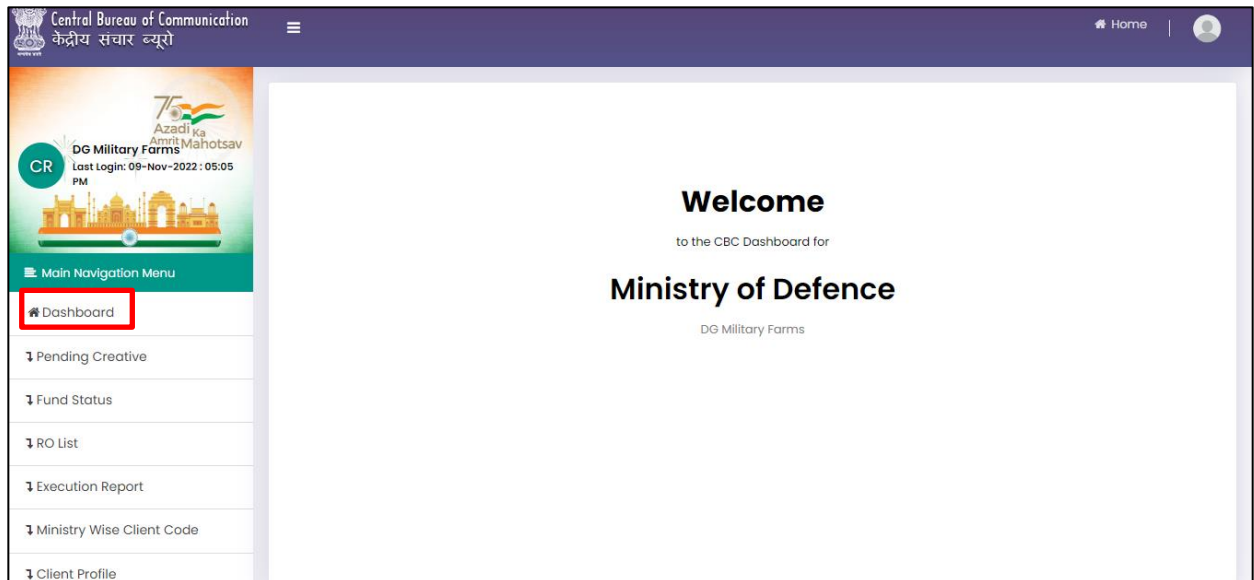 Central Bureau of Communication
केंद्रीय संचार ब्यूरो
Home
75
Azadi Ka
Amrit Mahotsav
CR
DG Military Farms
Last Login: 09-Nov-2022 : 05:05
PM
Main Navigation Menu
Dashboard
Pending Creative
Fund Status
RO List
Execution Report
Ministry Wise Client Code
Client Profile
Welcome
to the CBC Dashboard for
Ministry of Defence
DG Military Farms